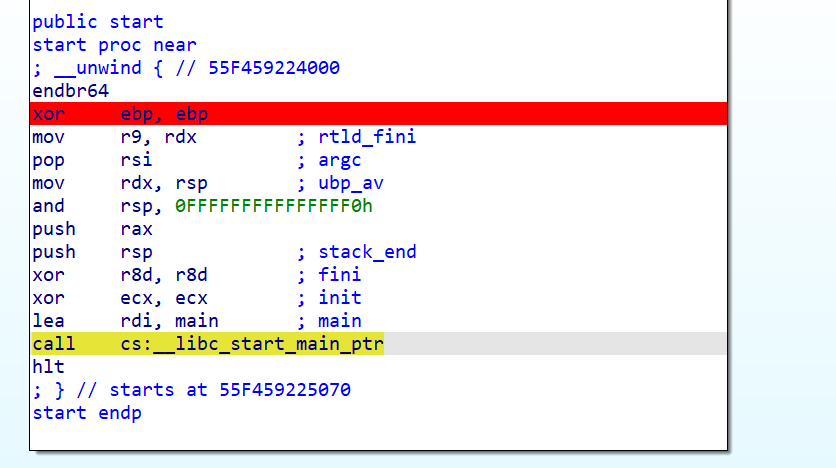 public start
start proc near
; __unwind { // 55F459224000
endbr64
xor     ebp, ebp
mov     r9, rdx         ; rtld_fini
pop     rsi             ; argc
mov     rdx, rsp        ; ubp_av
and     rsp, 0FFFFFFFFFFFFFFF0h
push    rax
push    rsp             ; stack_end
xor     r8d, r8d        ; fini
xor     ecx, ecx        ; init
lea     rdi, main       ; main
call    cs:__libc_start_main_ptr
hlt
; } // starts at 55F459225070
start endp